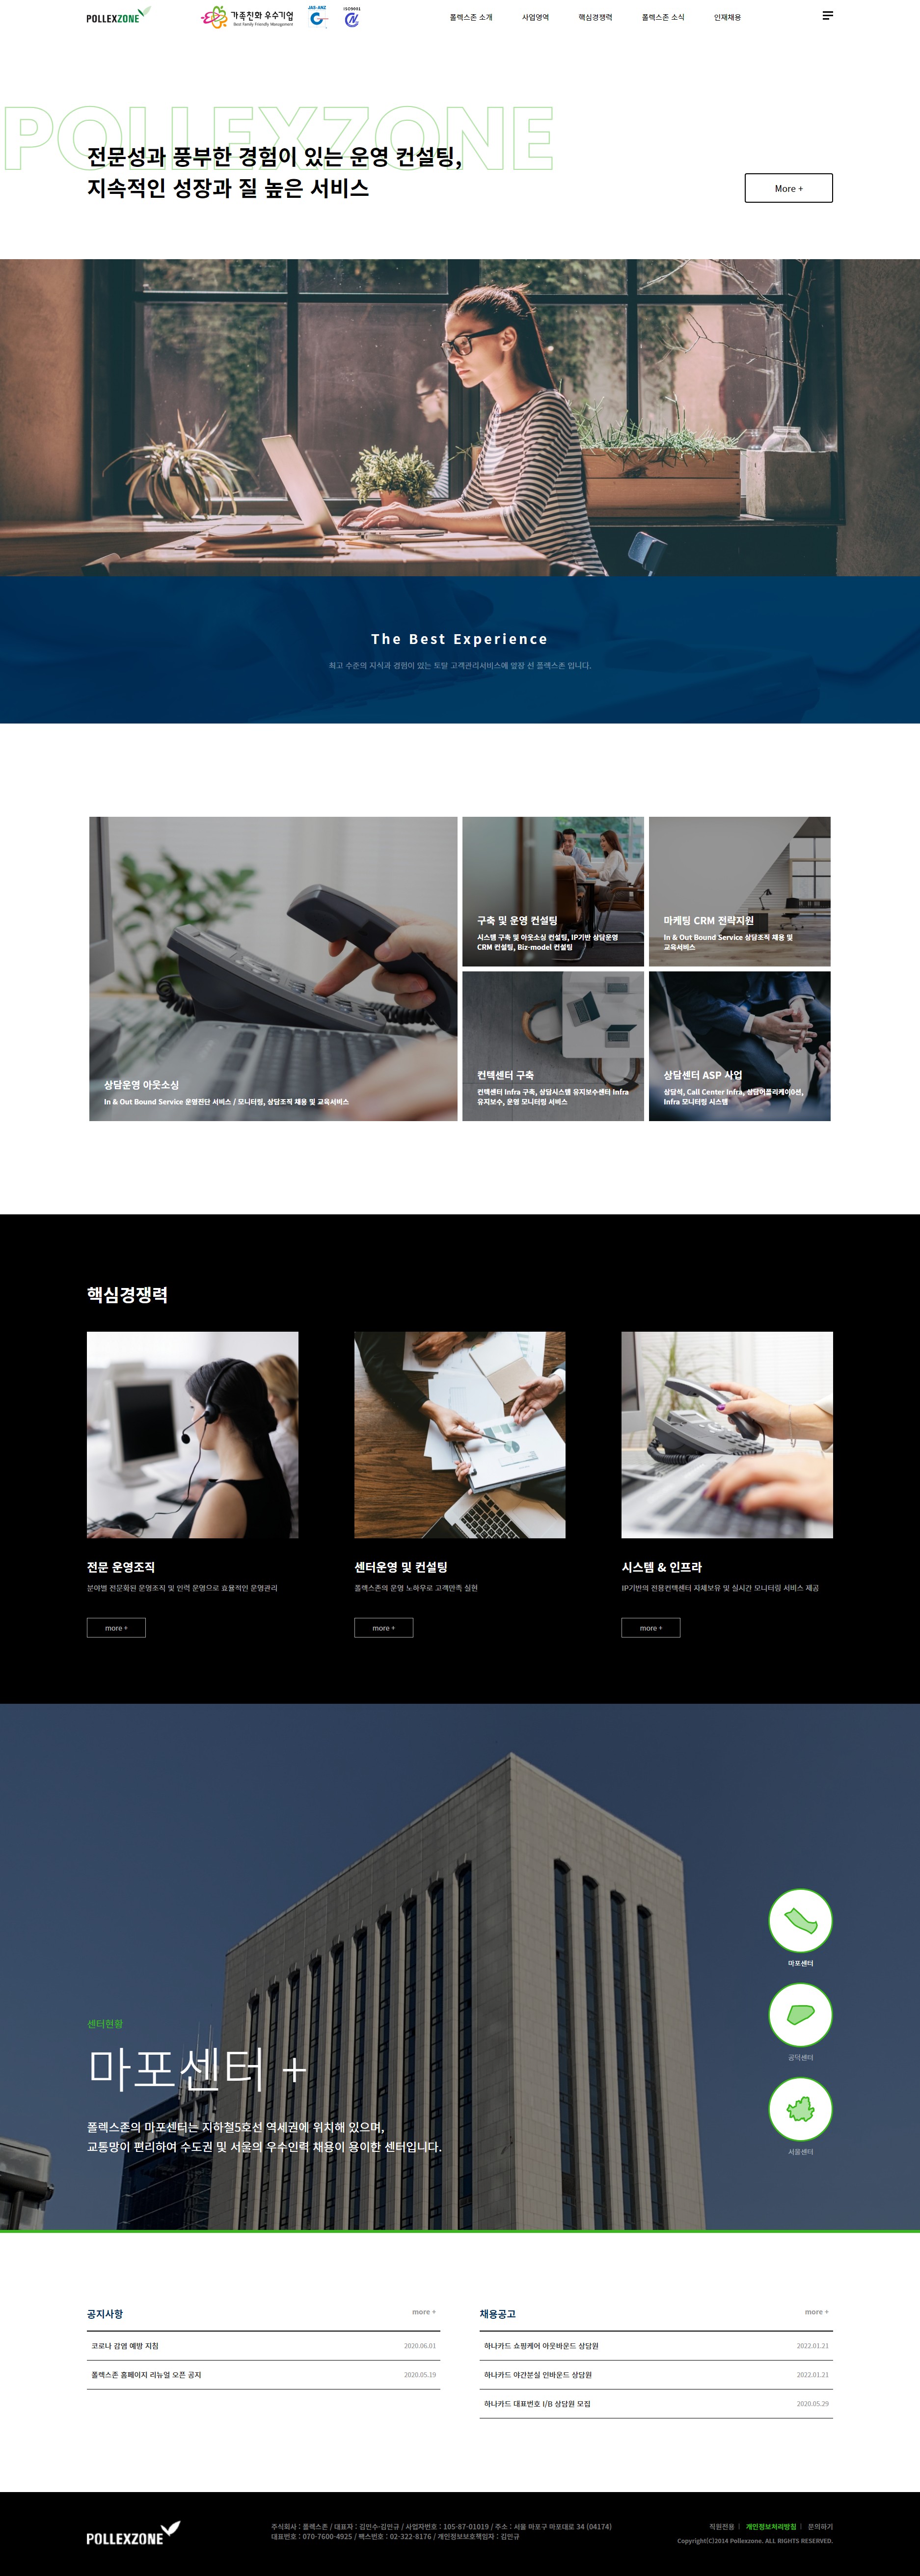 POLLEXZONE
가족친화 우수기업
Best Family Friendly Management
JAS-ANZ
ISO9001
폴렉스존 소개
사업영역
핵심경쟁력
폴렉스존 소식
인재채용
POLLEXZONE
전문성과 풍부한 경험이 있는 운영 컨설팅,
지속적인 성장과 질 높은 서비스
More +
The Best Experience
최고 수준의 지식과 경험이 있는 토탈 고객관리서비스에 앞장 선 폴렉스존 입니다.
상담운영 아웃소싱
In & Out Bound Service 운영진단 서비스 / 모니터링, 상담조직 채용 및 교육서비스
구축 및 운영 컨설팅
시스템 구축 및 아웃소싱 컨설팅, IP기반 상담운영
CRM 컨설팅, Biz-model 컨설팅
마케팅 CRM 전략지원
In & Out Bound Service 상담조직 채용 및
교육서비스
컨텍센터 구축
컨택센터 Infra 구축, 상담시스템 유지보수센터 Infra
유지보수, 운영 모니터링 서비스
상담센터 ASP 사업
상담석, Call Center Infra, 상담어플리케이0션,
Infra 모니터링 시스템
핵심경쟁력
전문 운영조직
분야별 전문화된 운영조직 및 인력 운영으로 효율적인 운영관리
more +
센터운영 및 컨설팅
폴렉스존의 운영 노하우로 고객만족 실현
more +
시스템 & 인프라
IP기반의 전용컨택센터 자체보유 및 실시간 모니터링 서비스 제공
more +
마포센터
공덕센터
서울센터
센터현황
마포센터 +
폴렉스존의 마포센터는 지하철5호선 역세권에 위치해 있으며,
교통망이 편리하여 수도권 및 서울의 우수인력 채용이 용이한 센터입니다.
공지사항
more +
코로나 감염 예방 지침
2020.06.01
폴렉스존 홈페이지 리뉴얼 오픈 공지
2020.05.19
채용공고
more +
하나카드 쇼핑케어 아웃바운드 상담원
2022.01.21
하나카드 야간분실 인바운드 상담원
2022.01.21
하나카드 대표번호 I/B 상담원 모집
2020.05.29
POLLEXZONE
주식회사 : 폴렉스존 / 대표자 : 김인수·김민규 / 사업자번호 : 105-87-01019 / 주소 : 서울 마포구 마포대로 34 (04174)
대표번호 : 070-7600-4925 / 팩스번호 : 02-322-8176 / 개인정보보호책임자 : 김민규
직원전용 | 개인정보처리방침 | 문의하기
Copyright(C)2014 Pollexzone. ALL RIGHTS RESERVED.